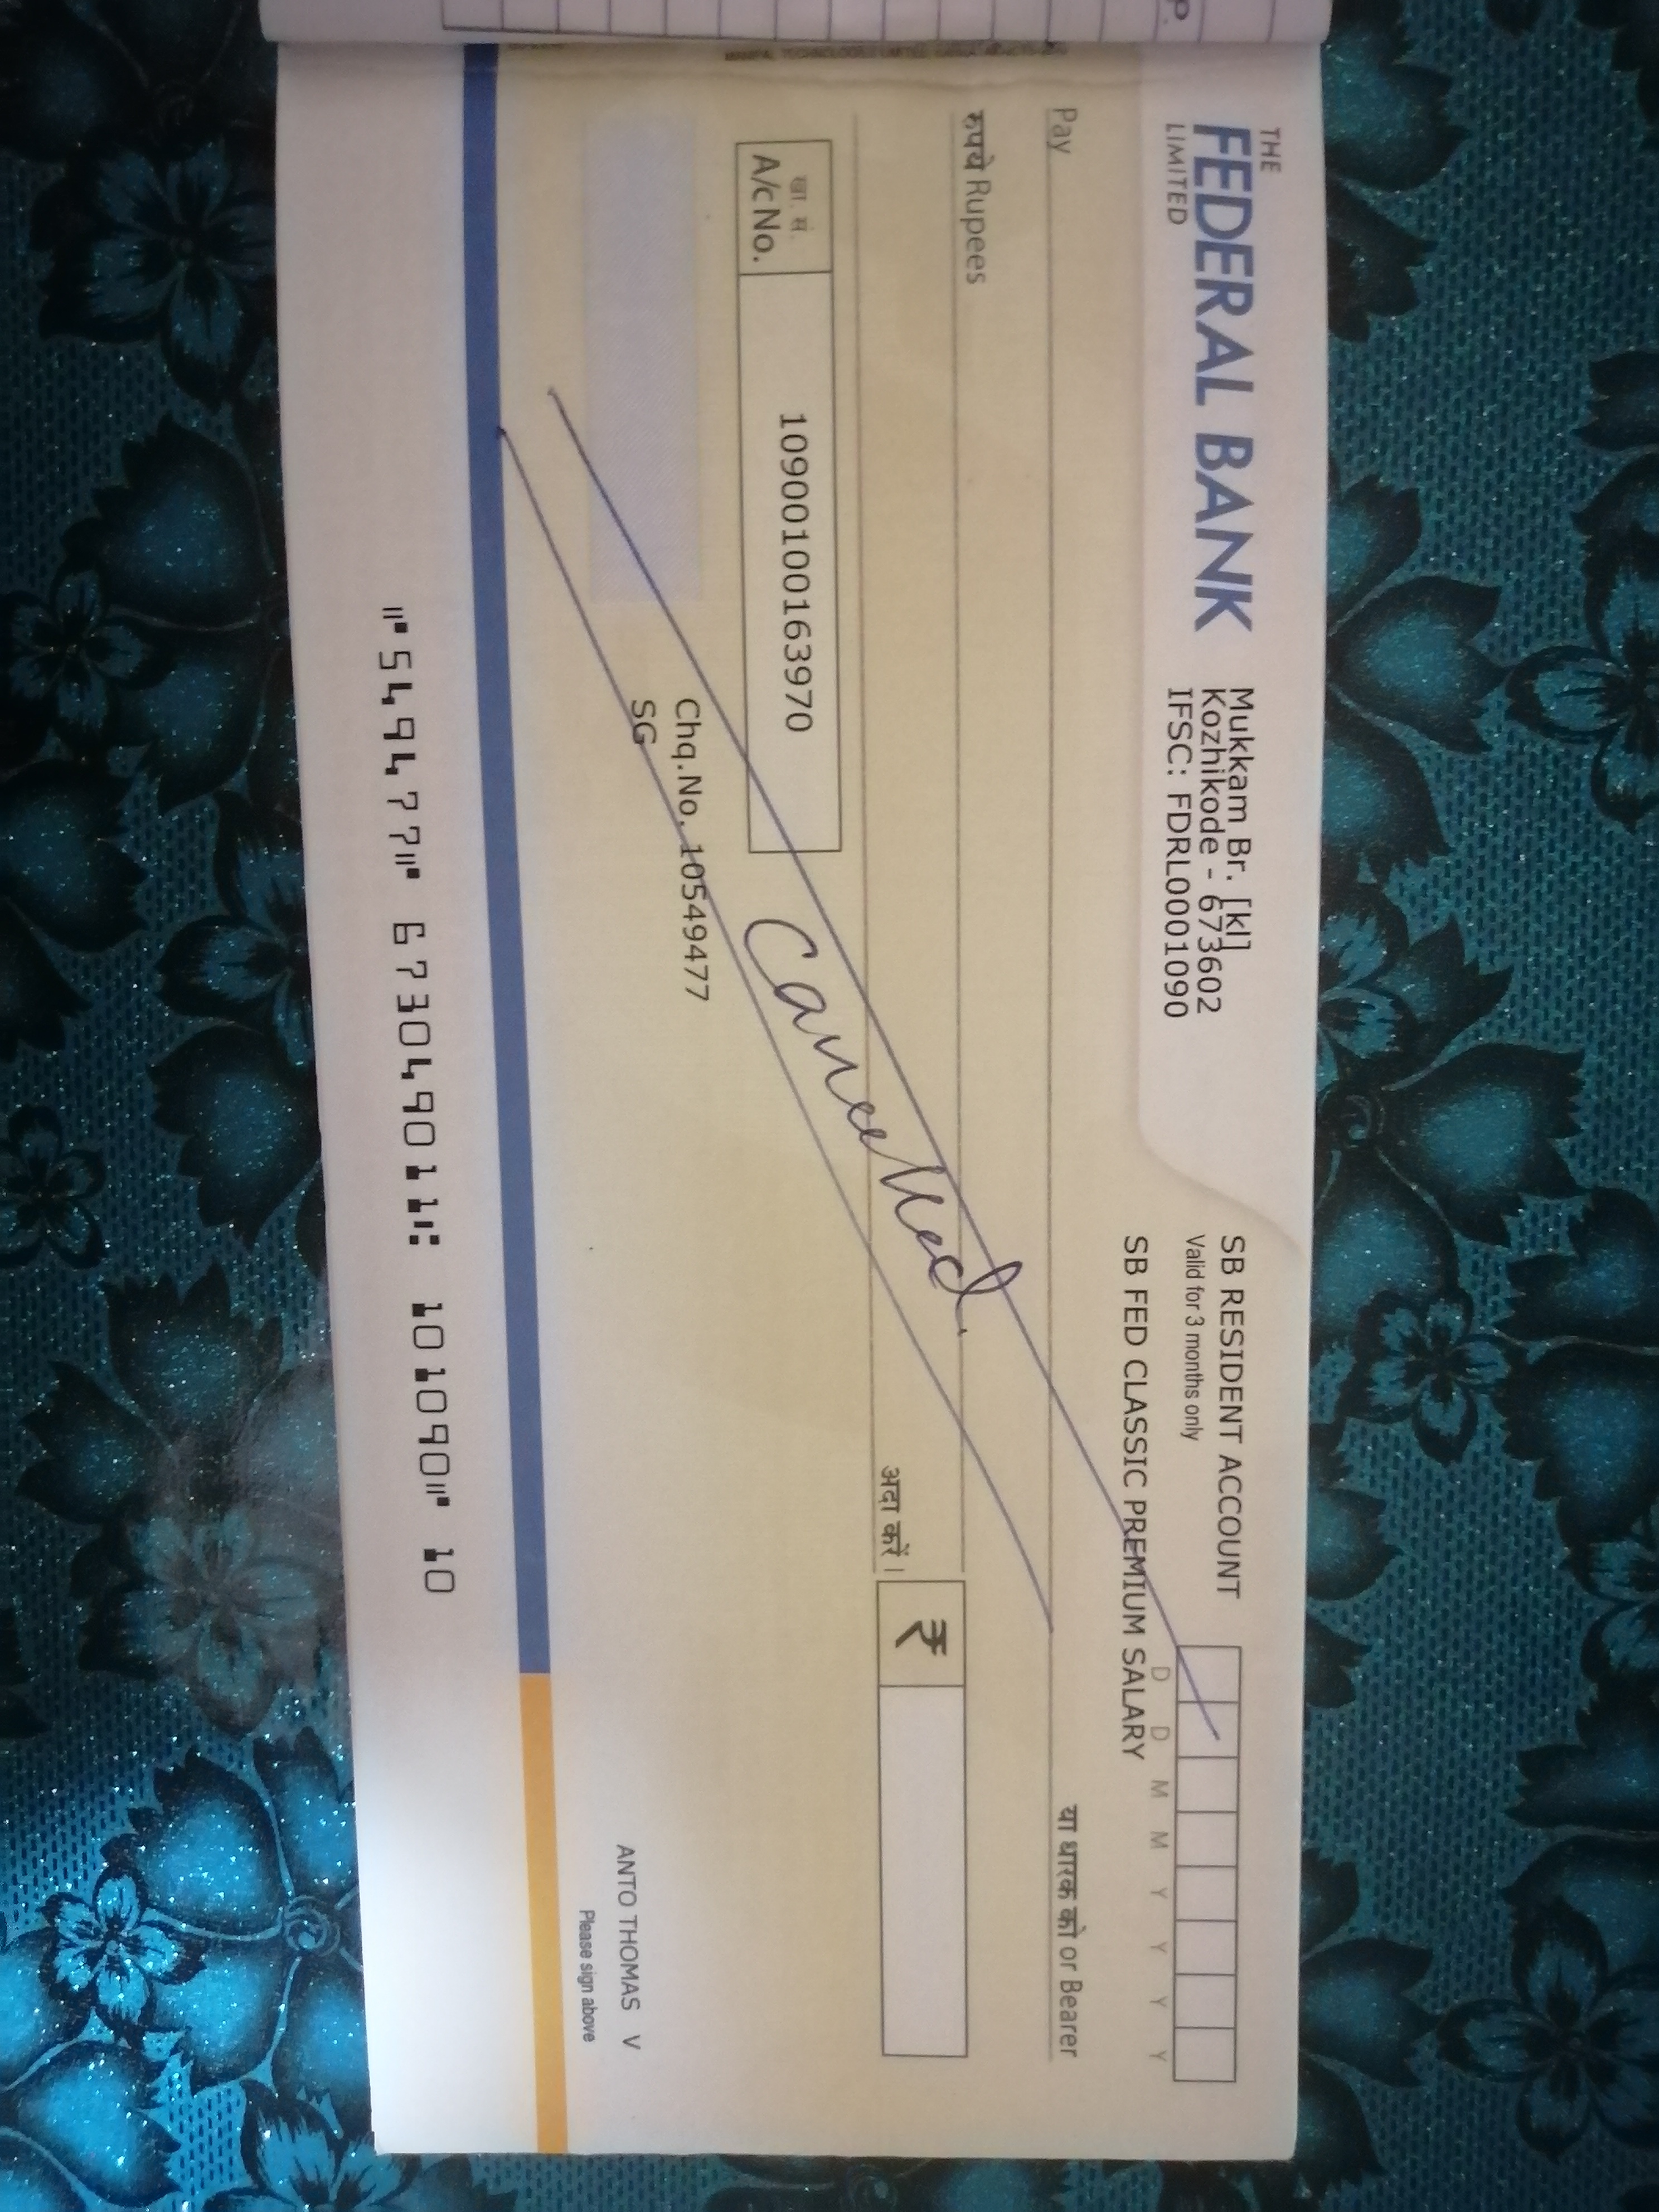 THE
FEDERAL BANK
LIMITED
Mukkam Br. [kl]
Kozhikode - 673602
IFSC: FDRL0001090
SB RESIDENT ACCOUNT
Valid for 3 months only
SB FED CLASSIC PREMIUM SALARY
D D M M Y Y Y Y
Pay
या धारक को or Bearer
रुपये Rupees
अदा करें।
₹
खा. सं.
A/c No.
10900100163970
Cancelled.
Chq.No. 10549477
SG
ANTO THOMAS V
Please sign above
⑈549477⑈ 673049011⑆ 101090⑈ 10